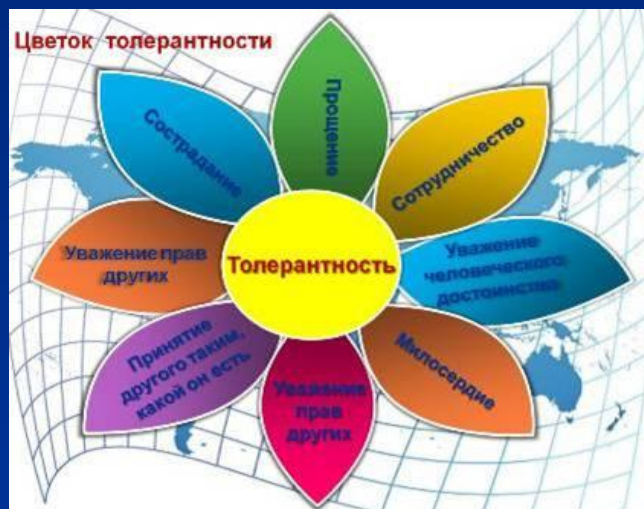 Цветок толерантности
Прощение
Сотрудничество
Уважение
человеческого
достоинства
Милосердие
Уважение
прав
других
Принятие
другого таким,
какой он есть
Уважение прав
других
Сострадание
Толерантность